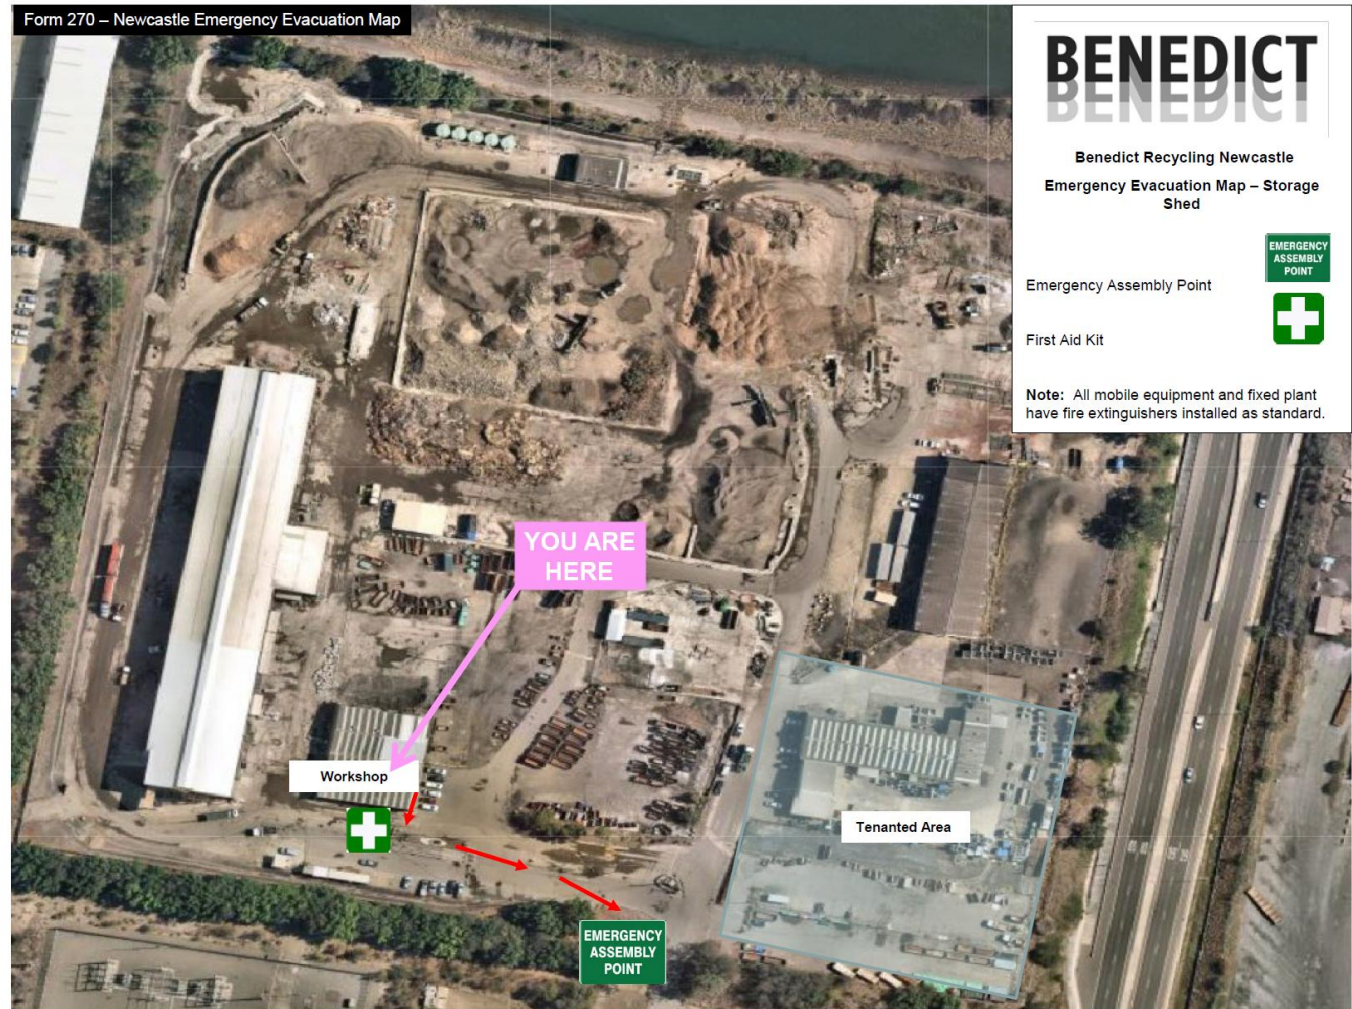 Form 270 – Newcastle Emergency Evacuation Map
BENEDICT
Benedict Recycling Newcastle
Emergency Evacuation Map – Storage
Shed
EMERGENCY
ASSEMBLY
POINT
Emergency Assembly Point
First Aid Kit
Note: All mobile equipment and fixed plant
have fire extinguishers installed as standard.
YOU ARE
HERE
Workshop
Tenanted Area
EMERGENCY
ASSEMBLY
POINT